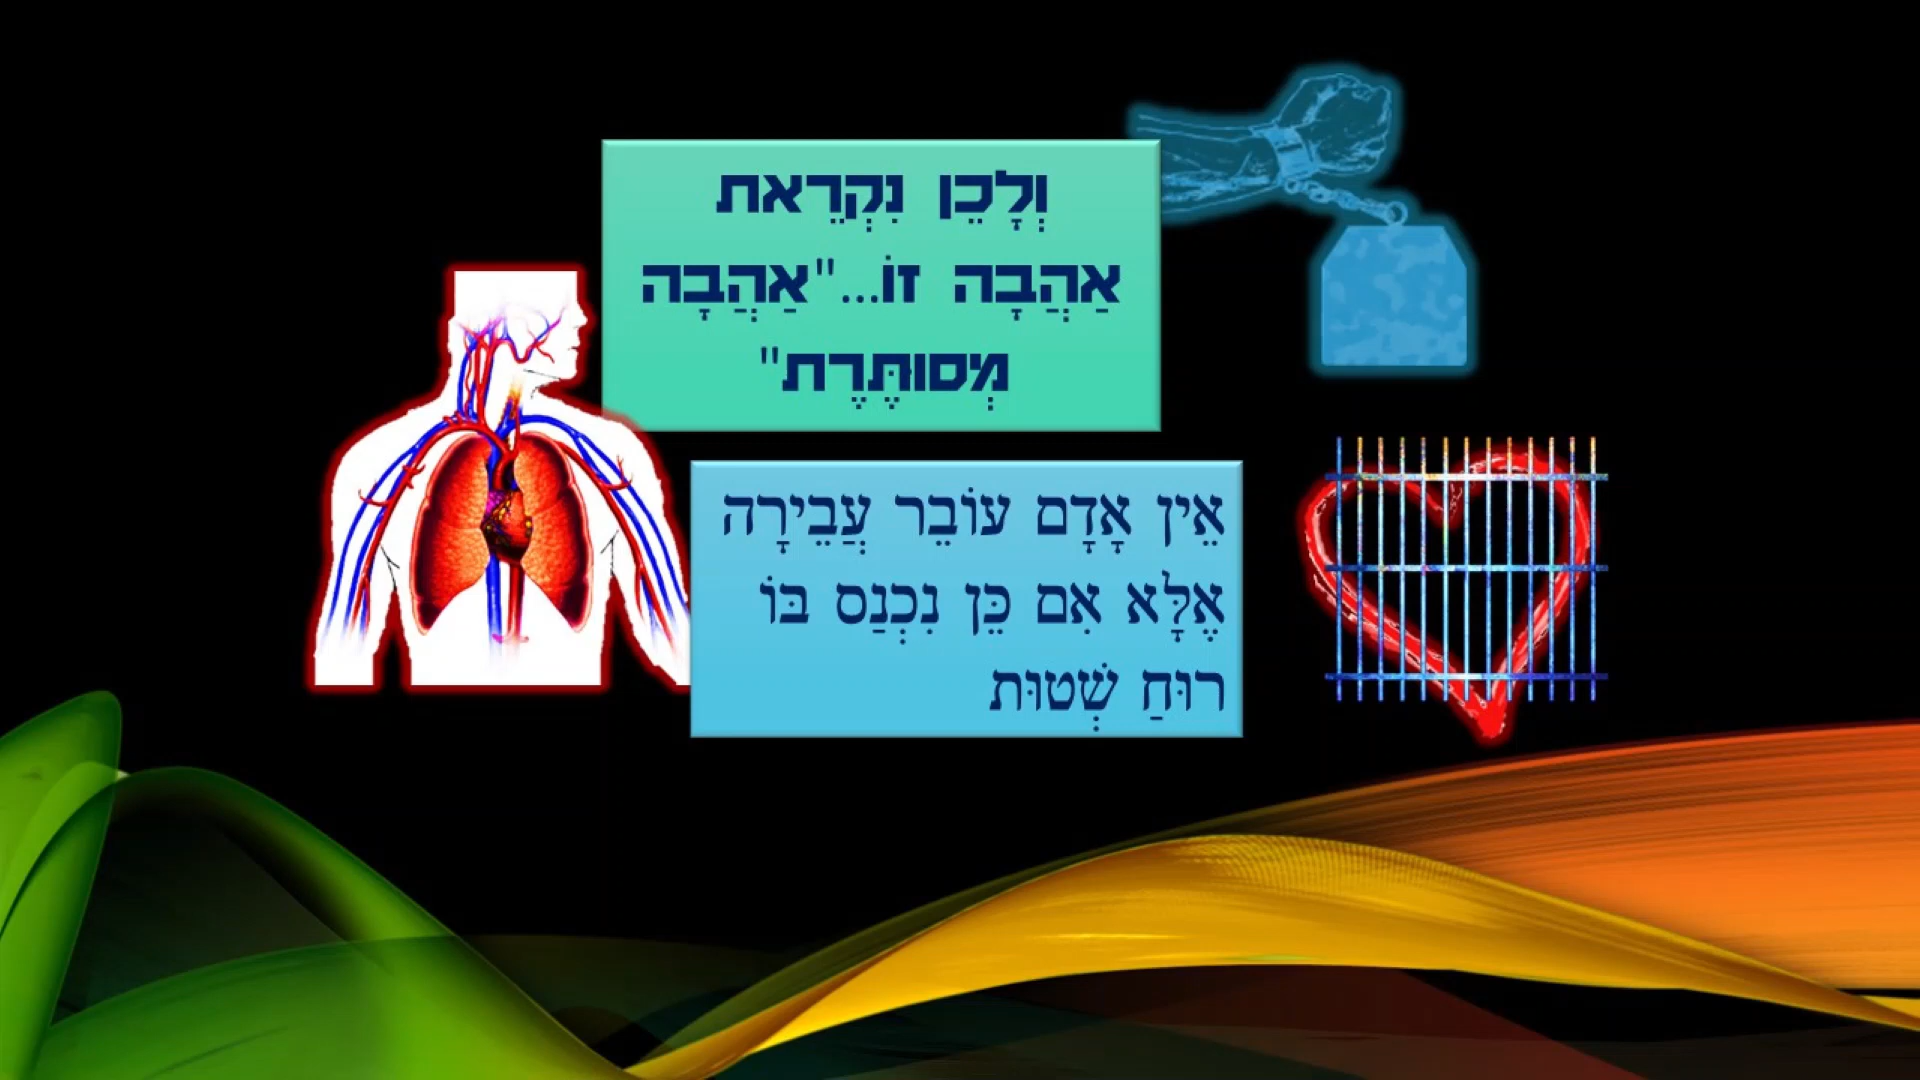 וְלָכֵן נִקְרֵאת
אַהֲבָה זוֹ..."אַהֲבָה
מְסוּתֶּרֶת"
אֵין אָדָם עוֹבֵר עֲבֵירָה
אֶלָּא אִם כֵּן נִכְנַס בּוֹ
רוּחַ שְׁטוּת